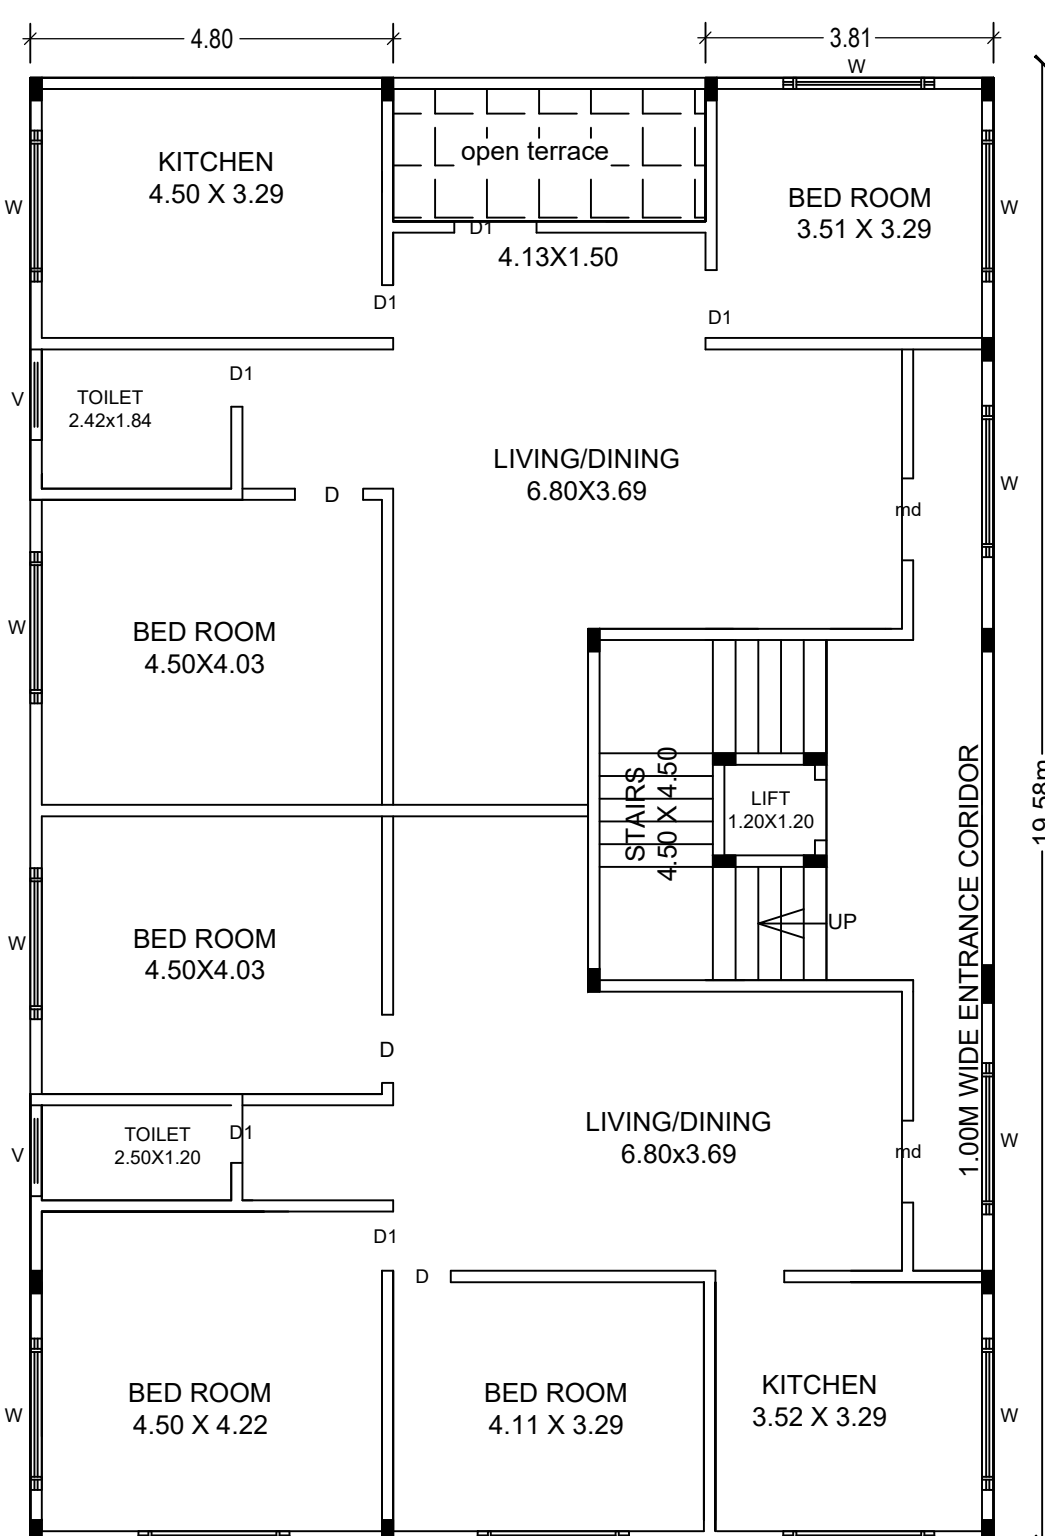 4.80
3.81
W
KITCHEN
4.50 X 3.29
open terrace
BED ROOM
3.51 X 3.29
W
W
D1
4.13X1.50
D1
D1
D1
V
TOILET
2.42x1.84
LIVING/DINING
6.80X3.69
W
D
md
W
BED ROOM
4.50X4.03
STAIRS
4.50 X 4.50
LIFT
1.20X1.20
19.58m
1.00M WIDE ENTRANCE CORIDOR
UP
W
BED ROOM
4.50X4.03
D
V
TOILET
2.50X1.20
D1
LIVING/DINING
6.80x3.69
md
W
D1
D
BED ROOM
4.50 X 4.22
BED ROOM
4.11 X 3.29
KITCHEN
3.52 X 3.29
W
W